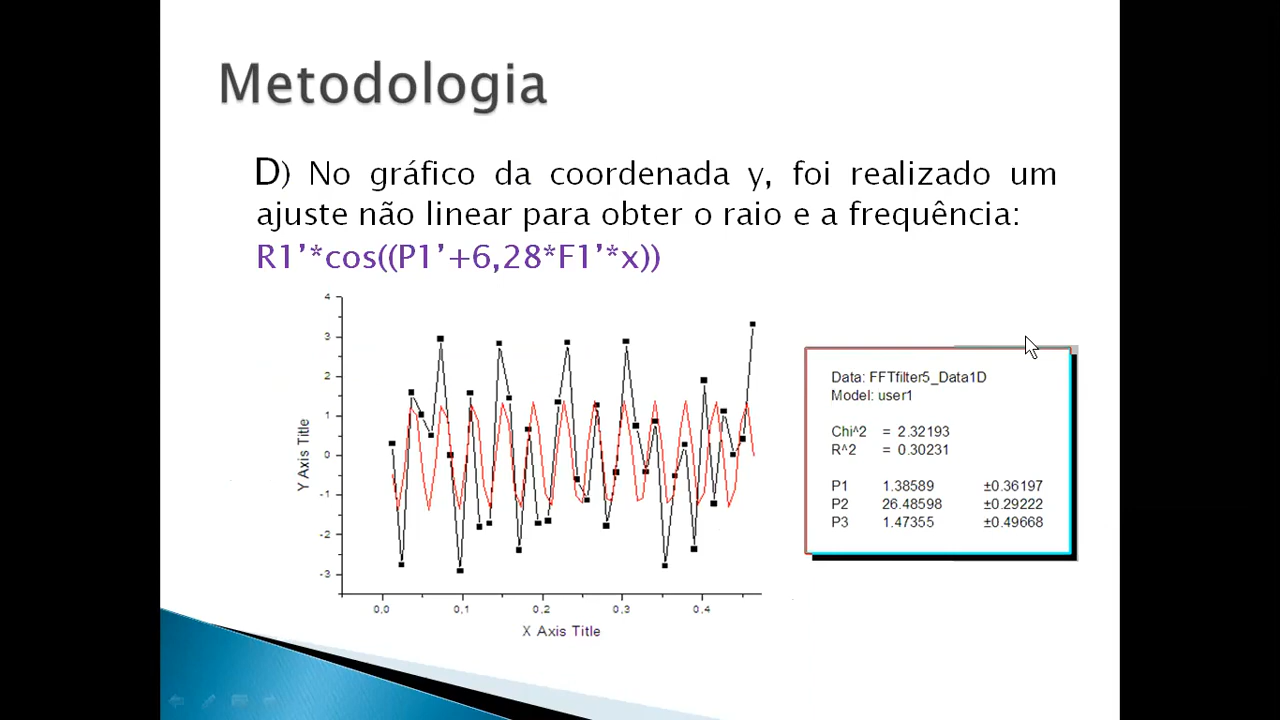 Metodologia
D) No gráfico da coordenada y, foi realizado um
ajuste não linear para obter o raio e a frequência:
R1’*cos((P1’+6,28*F1’*x))
4
3
2
1
0
-1
-2
-3
Y Axis Title
0,0 0,1 0,2 0,3 0,4
X Axis Title
Data: FFTfilter5_Data1D
Model: user1
Chi^2 = 2.32193
R^2 = 0.30231
P1 1.38589 ±0.36197
P2 26.48598 ±0.29222
P3 1.47355 ±0.49668